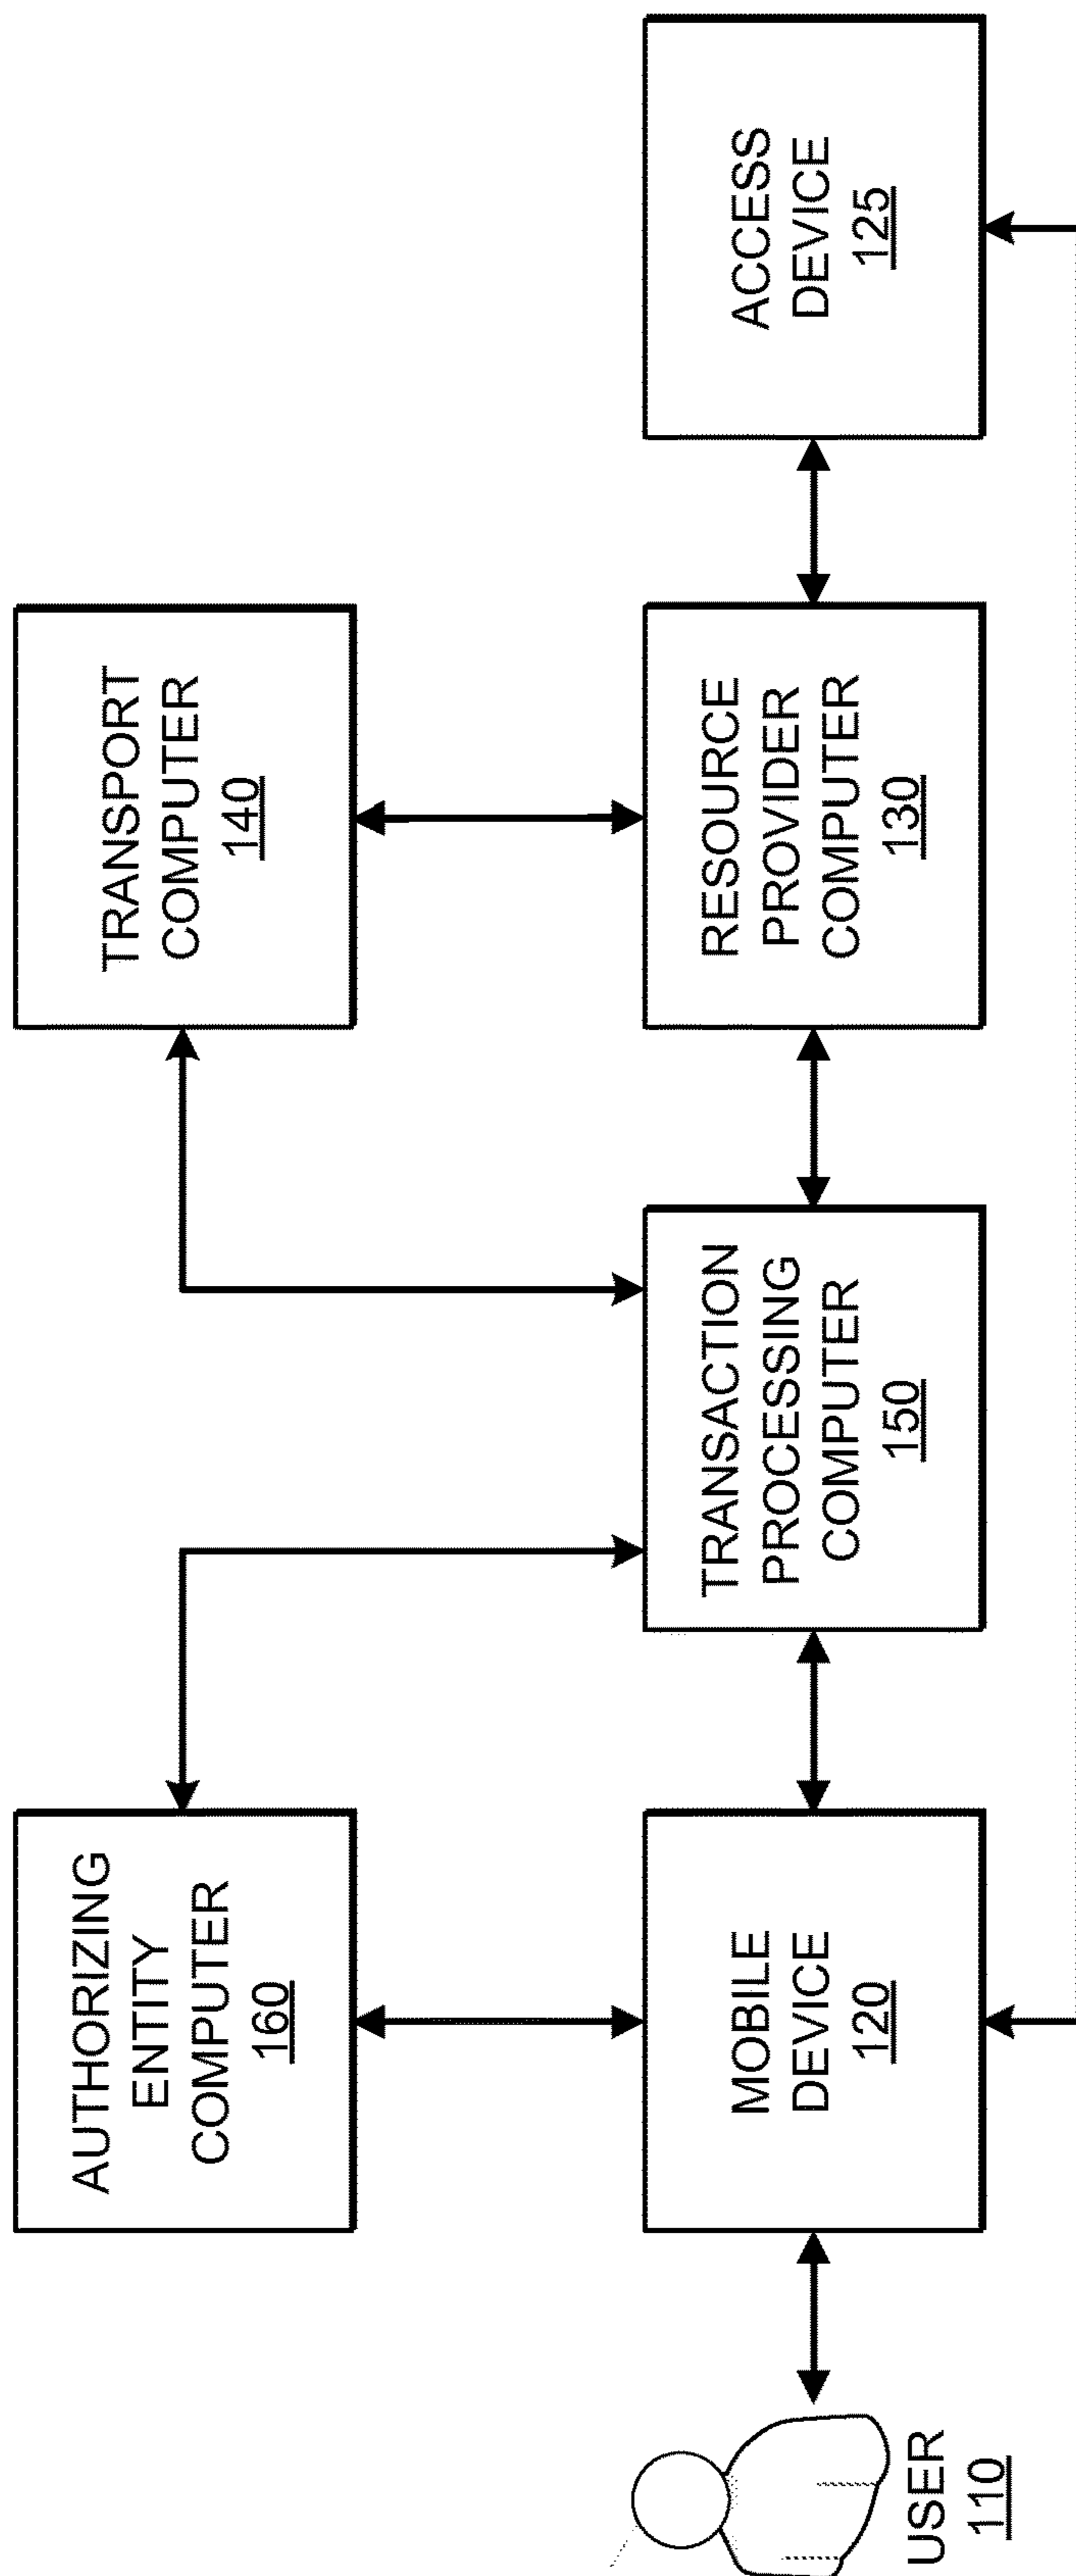 AUTHORIZING
ENTITY
COMPUTER
160
TRANSPORT
COMPUTER
140
USER
110
MOBILE
DEVICE
120
TRANSACTION
PROCESSING
COMPUTER
150
RESOURCE
PROVIDER
COMPUTER
130
ACCESS
DEVICE
125